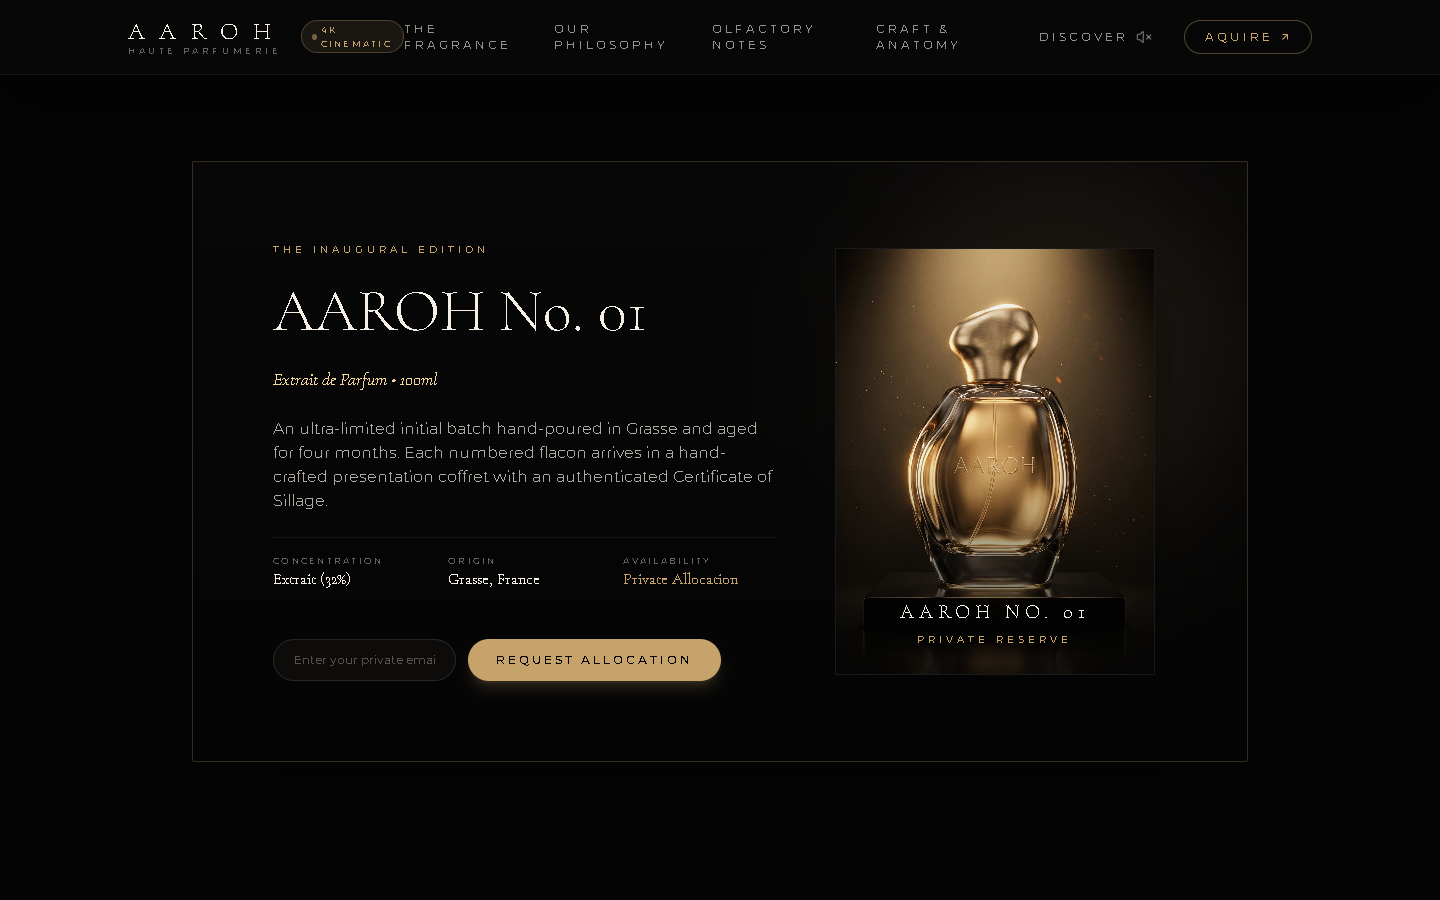 AAROH
HAUTE PARFUMERIE
4K
CINEMATIC
THE
FRAGRANCE
OUR
PHILOSOPHY
OLFACTORY
NOTES
CRAFT &
ANATOMY
DISCOVER
AQUIRE
THE INAUGURAL EDITION
AAROH No. 01
Extrait de Parfum • 100ml
An ultra-limited initial batch hand-poured in Grasse and aged
for four months. Each numbered flacon arrives in a hand-
crafted presentation coffret with an authenticated Certificate of
Sillage.
CONCENTRATION
Extrait (32%)
ORIGIN
Grasse, France
AVAILABILITY
Private Allocation
Enter your private emai
REQUEST ALLOCATION
AAROH
AAROH NO. 01
PRIVATE RESERVE